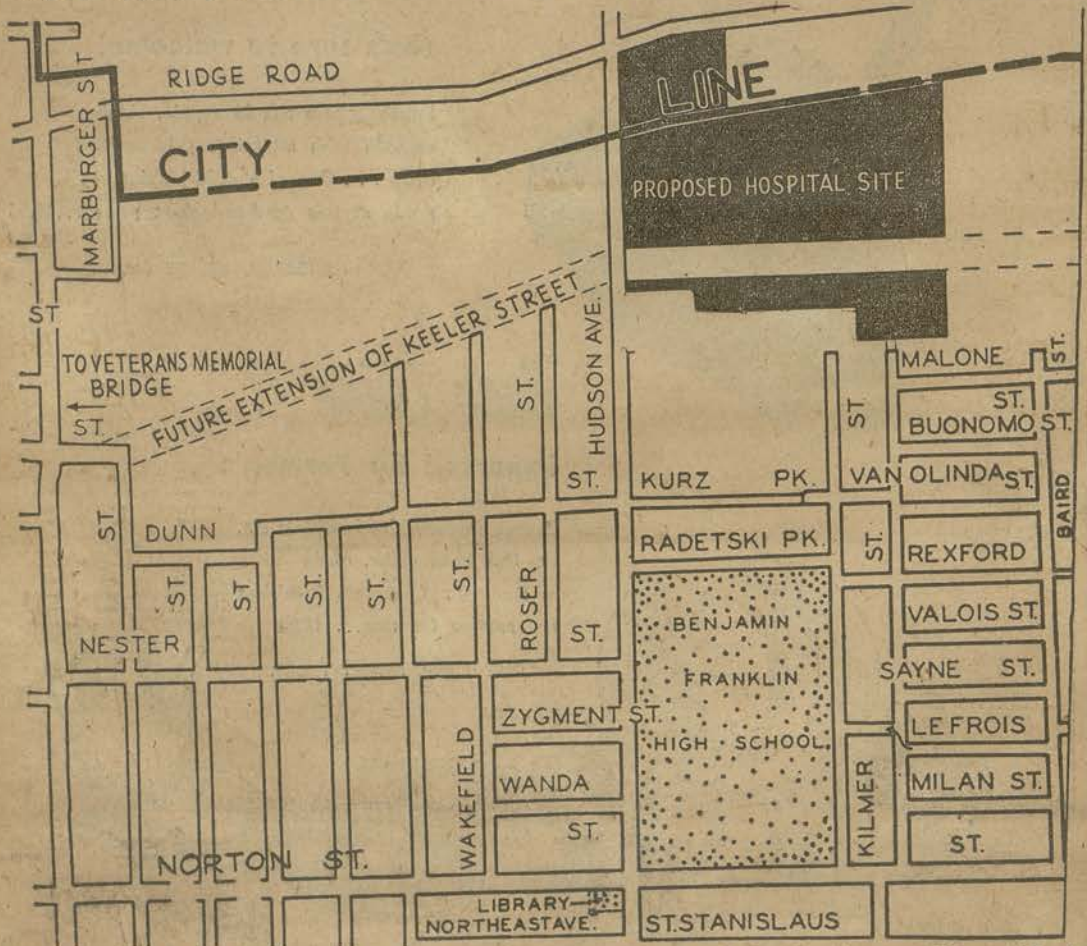 RIDGE ROAD
MARBURGER ST
CITY
LINE
PROPOSED HOSPITAL SITE
ST
TO VETERANS MEMORIAL
BRIDGE
ST.
FUTURE EXTENSION OF KEELER STREET
HUDSON AVE.
ST.
ST.
MALONE
ST.
ST.
BUONOMO ST.
ST.
KURZ PK.
VAN OLINDA ST.
BAIRD
ST.
DUNN
RADETSKI PK.
ST.
REXFORD
ST.
ST.
ST.
ST.
ST.
ROSER
ST.
BENJAMIN
FRANKLIN
HIGH SCHOOL
VALOIS ST.
NESTER
SAYNE ST.
ZYGMENT ST.
LE FROIS
WANDA
ST.
WAKEFIELD
KILMER
MILAN ST.
ST.
NORTON ST.
LIBRARY
NORTHEAST AVE.
ST. STANISLAUS